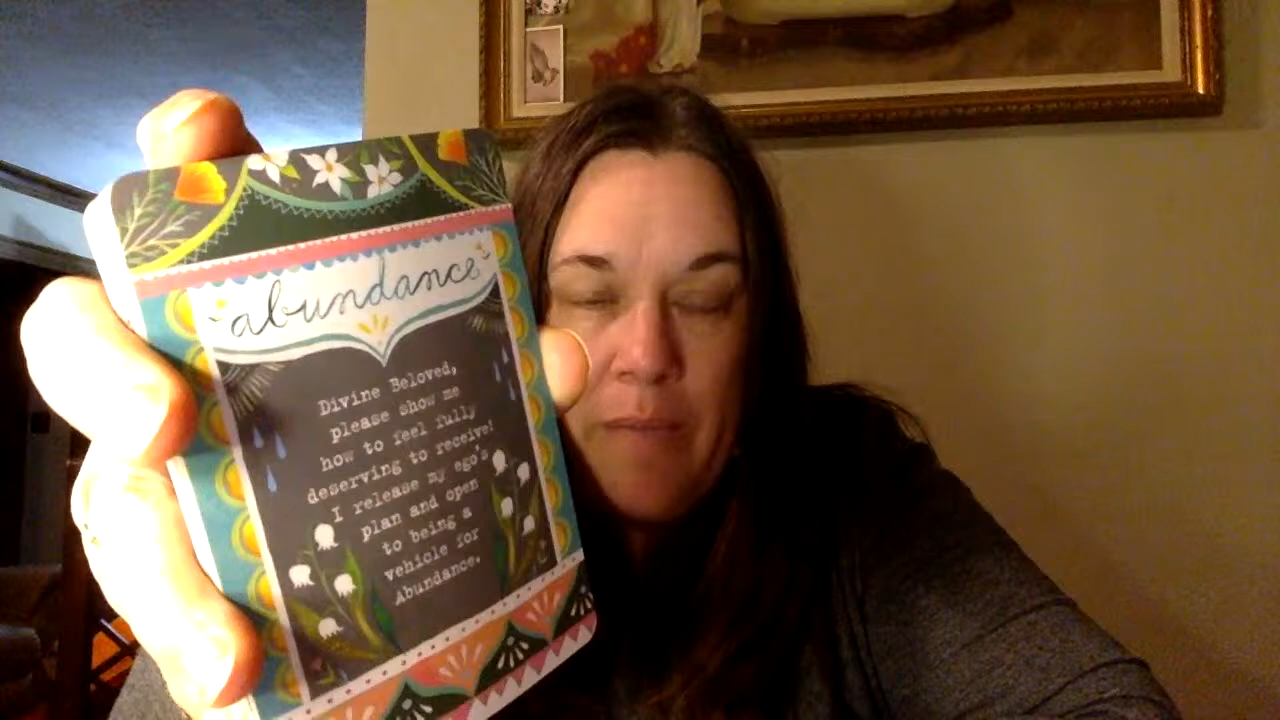 abundance
Divine Beloved,
please show me
how to feel fully
deserving to receive!
I release my ego's
plan and open
to being a
vehicle for
Abundance.